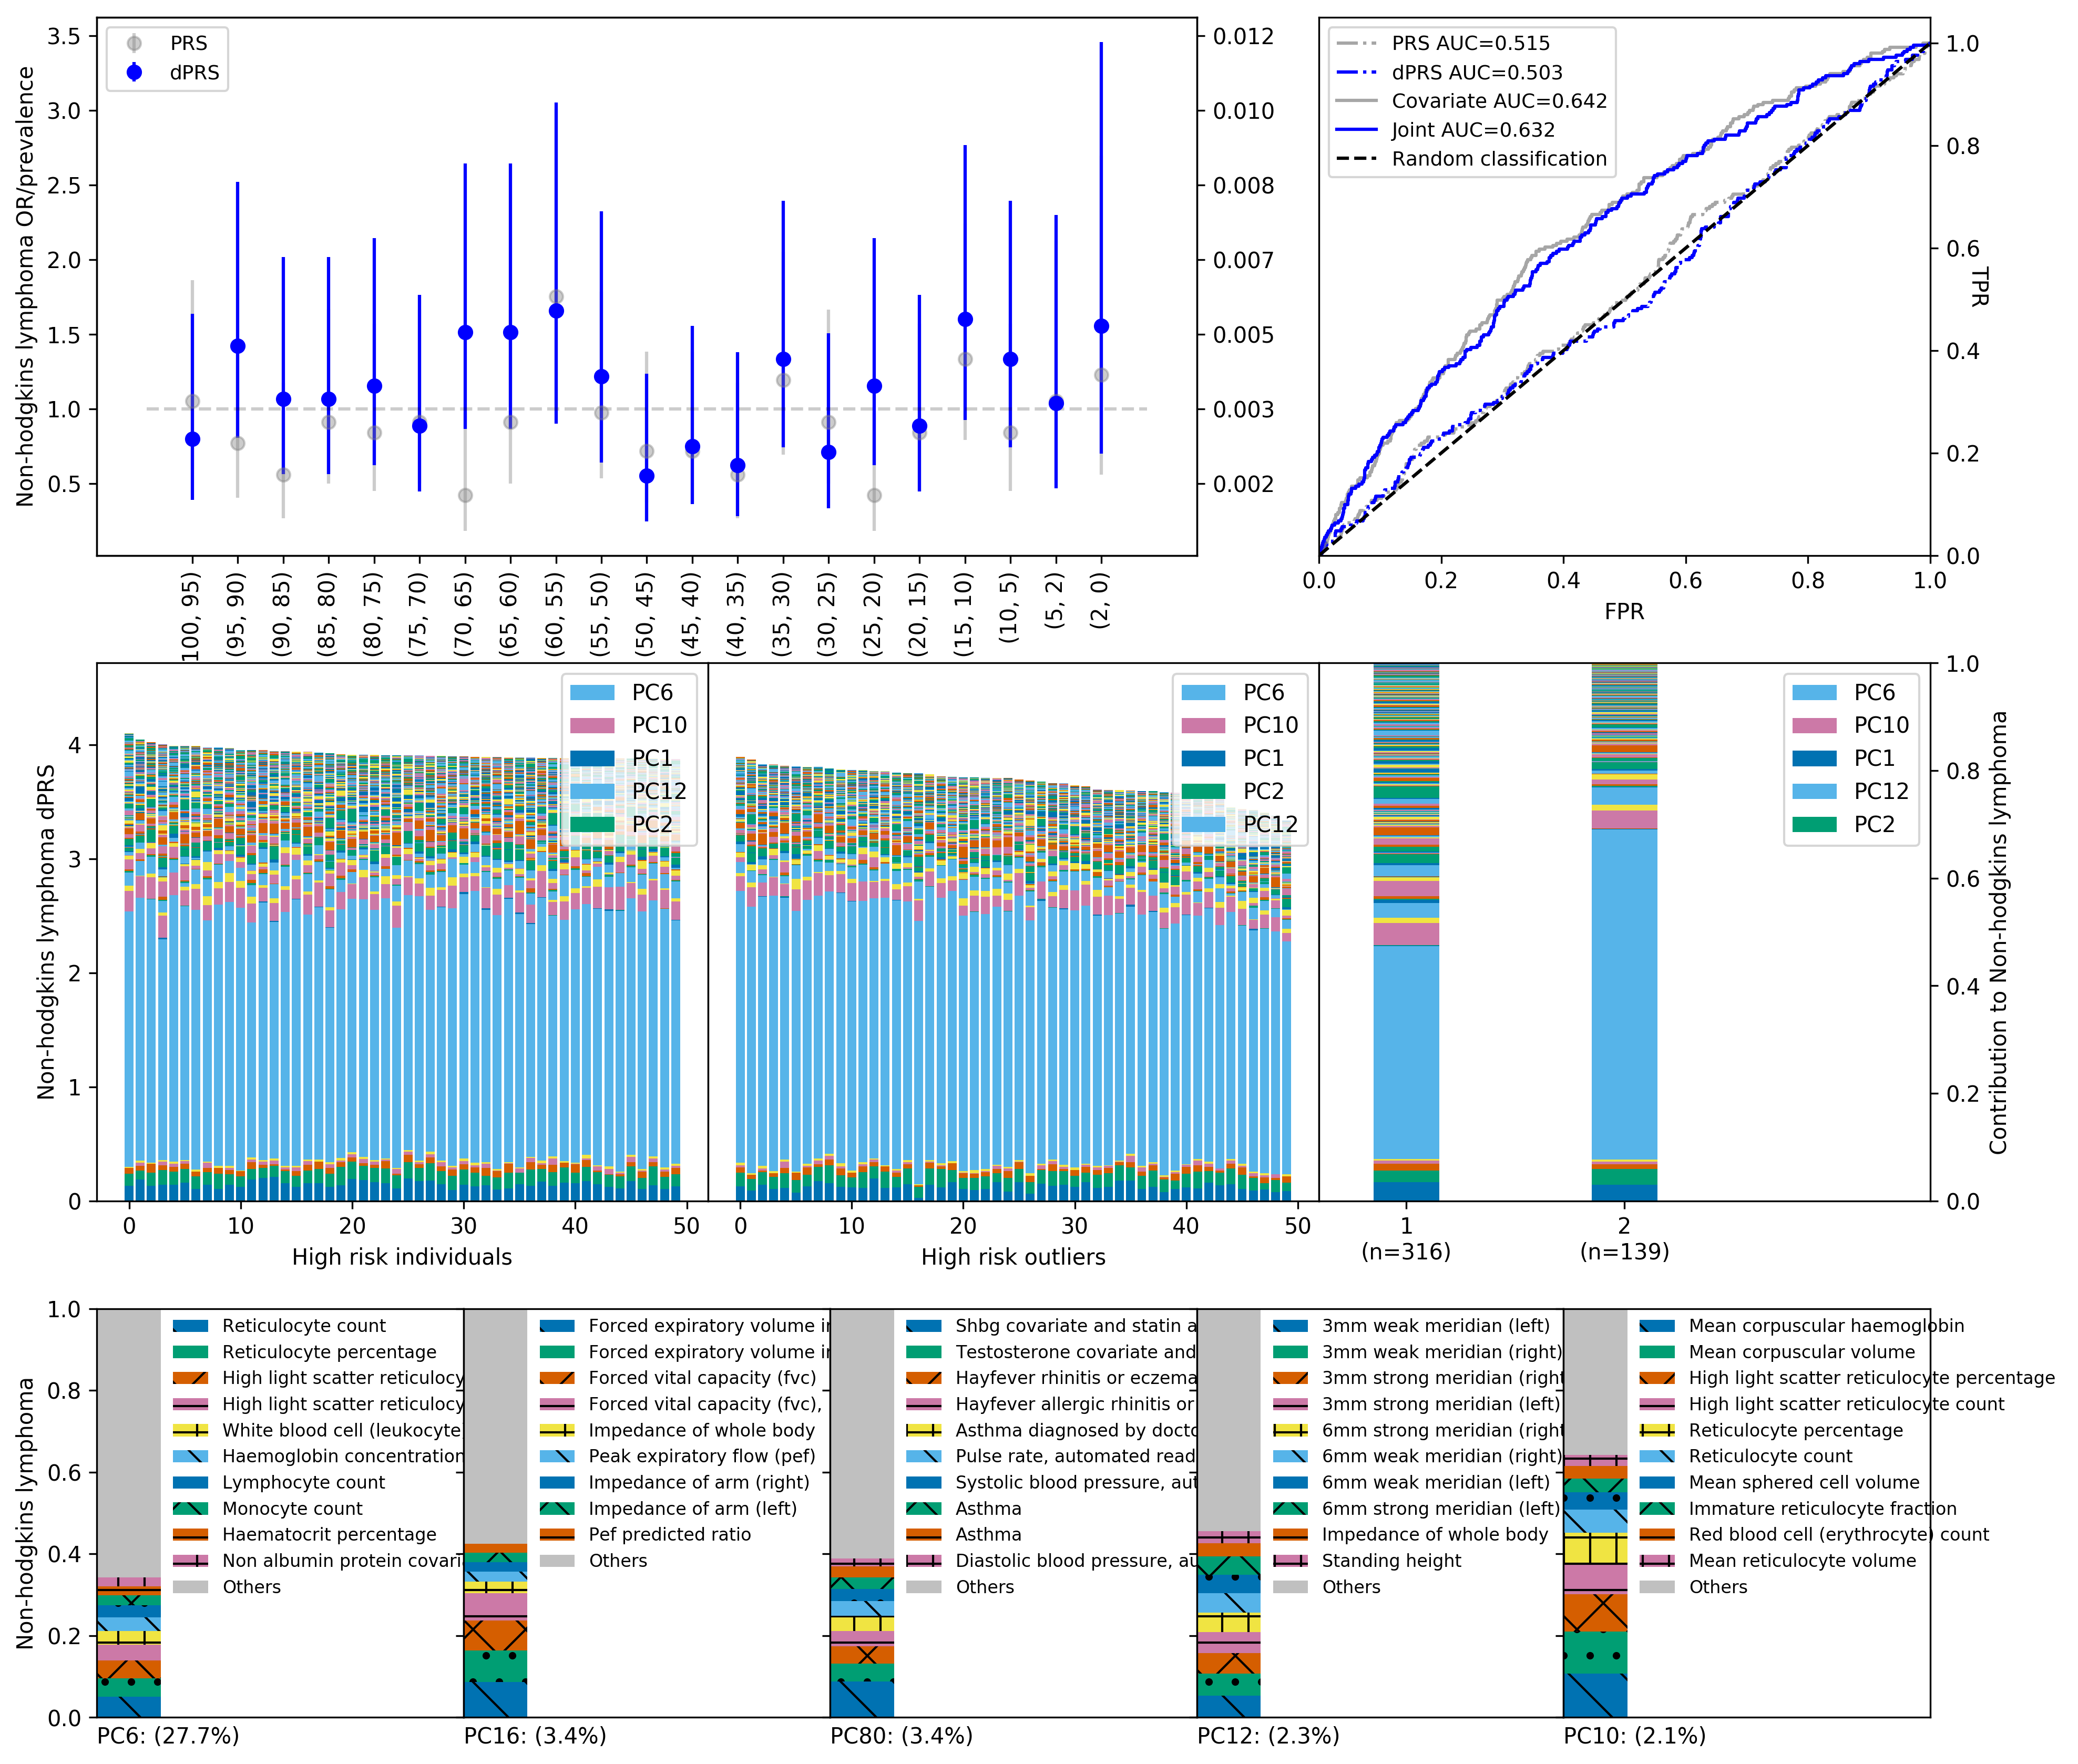 Non-hodgkins lymphoma OR/prevalence
3.5
3.0
2.5
2.0
1.5
1.0
0.5
PRS
dPRS
0.012
0.010
0.008
0.007
0.005
0.003
0.002
100, 95)
(95, 90)
(90, 85)
(85, 80)
(80, 75)
(75, 70)
(70, 65)
(65, 60)
(60, 55)
(55, 50)
(50, 45)
(45, 40)
(40, 35)
(35, 30)
(30, 25)
(25, 20)
(20, 15)
(15, 10)
(10, 5)
(5, 2)
(2, 0)
PRS AUC=0.515
dPRS AUC=0.503
Covariate AUC=0.642
Joint AUC=0.632
Random classification
1.0
0.8
0.6
0.4
0.2
0.0
TPR
0.0 0.2 0.4 0.6 0.8 1.0
FPR
Non-hodgkins lymphoma dPRS
4
3
2
1
0
PC6
PC10
PC1
PC12
PC2
0 10 20 30 40 50
High risk individuals
PC6
PC10
PC1
PC2
PC12
0 10 20 30 40 50
High risk outliers
PC6
PC10
PC1
PC12
PC2
1
(n=316)
2
(n=139)
1.0
0.8
0.6
0.4
0.2
0.0
Contribution to Non-hodgkins lymphoma
Non-hodgkins lymphoma
1.0
0.8
0.6
0.4
0.2
0.0
Reticulocyte count
Reticulocyte percentage
High light scatter reticulocy
High light scatter reticulocy
White blood cell (leukocyte
Haemoglobin concentration
Lymphocyte count
Monocyte count
Haematocrit percentage
Non albumin protein covari
Others
PC6: (27.7%)
Forced expiratory volume in
Forced expiratory volume in
Forced vital capacity (fvc)
Forced vital capacity (fvc),
Impedance of whole body
Peak expiratory flow (pef)
Impedance of arm (right)
Impedance of arm (left)
Pef predicted ratio
Others
PC16: (3.4%)
Shbg covariate and statin a
Testosterone covariate and
Hayfever rhinitis or eczema
Hayfever allergic rhinitis or
Asthma diagnosed by docto
Pulse rate, automated read
Systolic blood pressure, aut
Asthma
Asthma
Diastolic blood pressure, au
Others
PC80: (3.4%)
3mm weak meridian (left)
3mm weak meridian (right)
3mm strong meridian (right
3mm strong meridian (left)
6mm strong meridian (right
6mm weak meridian (right)
6mm weak meridian (left)
6mm strong meridian (left)
Impedance of whole body
Standing height
Others
PC12: (2.3%)
Mean corpuscular haemoglobin
Mean corpuscular volume
High light scatter reticulocyte percentage
High light scatter reticulocyte count
Reticulocyte percentage
Reticulocyte count
Mean sphered cell volume
Immature reticulocyte fraction
Red blood cell (erythrocyte) count
Mean reticulocyte volume
Others
PC10: (2.1%)